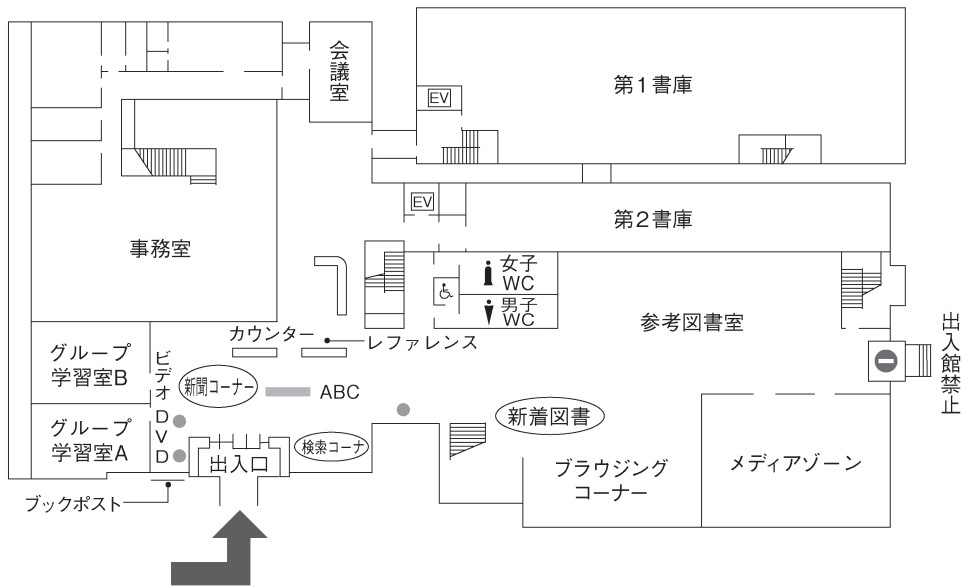 会議室
EV
第1書庫
EV
第2書庫
事務室
女子
WC
男子
WC
参考図書室
カウンター
レファレンス
出入館禁止
グループ
学習室B
ビデオ
新聞コーナー
ABC
新着図書
グループ
学習室A
DVD
出入口
検索コーナ
ブラウジング
コーナー
メディアゾーン
ブックポスト